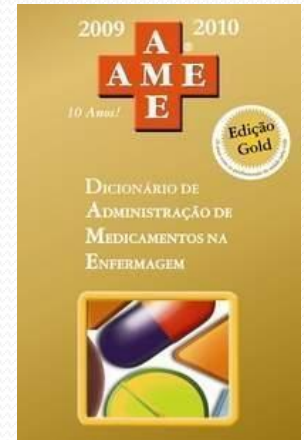 2009 2010
A
AME
E
10 Anos!
Edição
Gold
DICIONÁRIO DE
ADMINISTRAÇÃO DE
MEDICAMENTOS NA
ENFERMAGEM